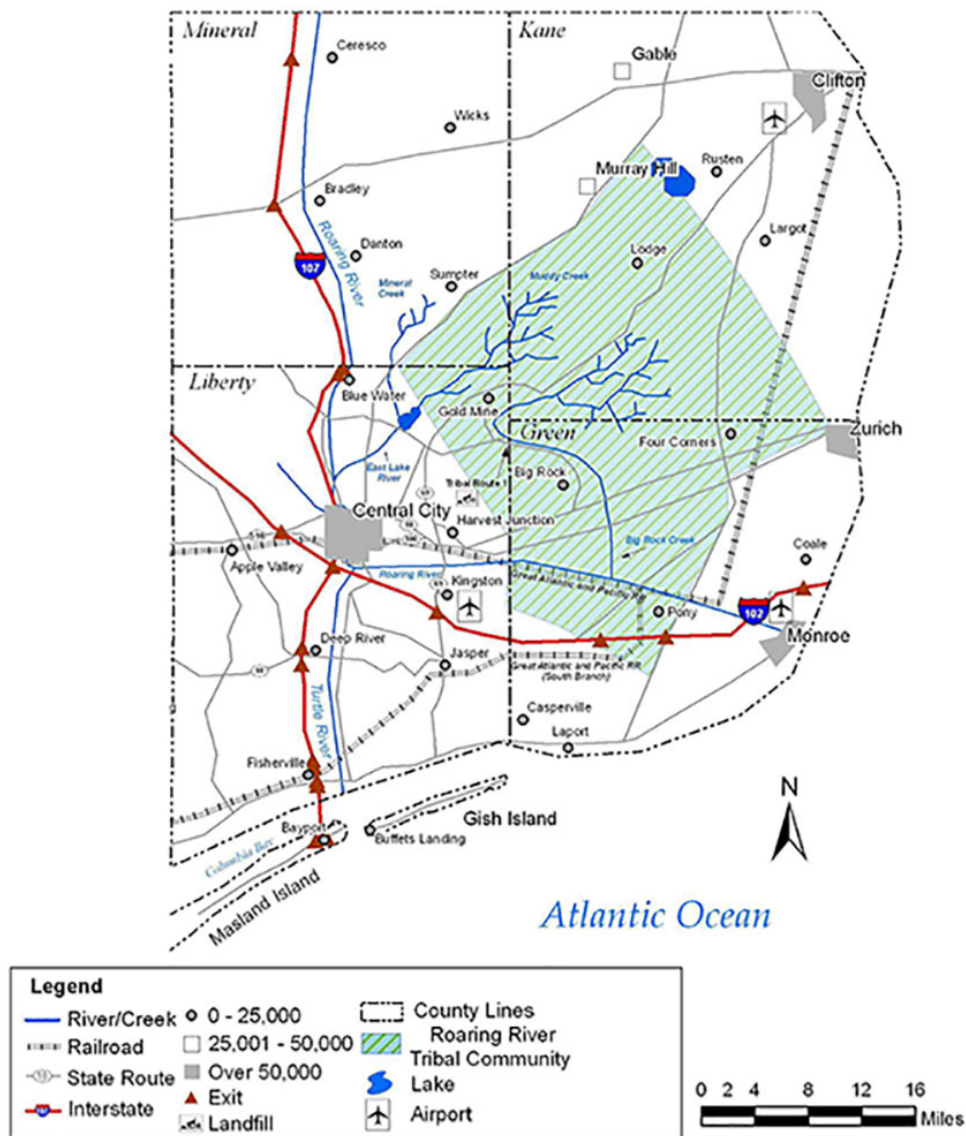 Mineral
Kane
Ceresco
Gable
Clifton
Wicks
Murray Hill
Rusten
Bradley
Roaring River
Largot
Danton
Lodge
107
Sumpter
Muddy Creek
Mineral
Creek
Liberty
Blue Water
Gold Mine
Green
Four Corners
Zurich
East Lake
River
Big Rock
Tribal Route 1
Central City
Harvest Junction
Big Rock Creek
Coale
Apple Valley
Roaring River
Great Atlantic and Pacific RR
Kingston
102
Pony
Monroe
Deep River
Jasper
Great Atlantic and Pacific RR
(South Branch)
Turtle River
Casperville
Laport
Fisherville
N
Gish Island
Bayport
Buffets Landing
Columbia Bay
Masland Island
Atlantic Ocean
Legend
River/Creek
Railroad
State Route
Interstate
0 - 25,000
25,001 - 50,000
Over 50,000
Exit
Landfill
County Lines
Roaring River
Tribal Community
Lake
Airport
0 4 8 12 16
Miles